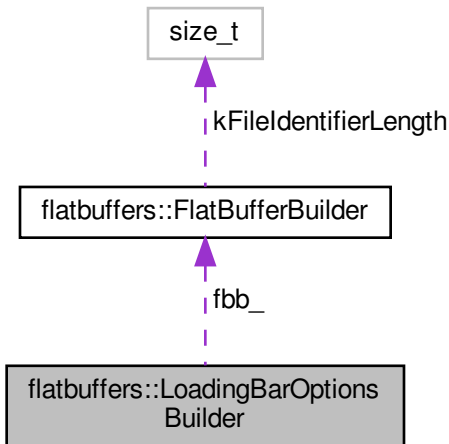 size_t
kFileIdentifierLength
flatbuffers::FlatBufferBuilder
fbb_
flatbuffers::LoadingBarOptions
Builder